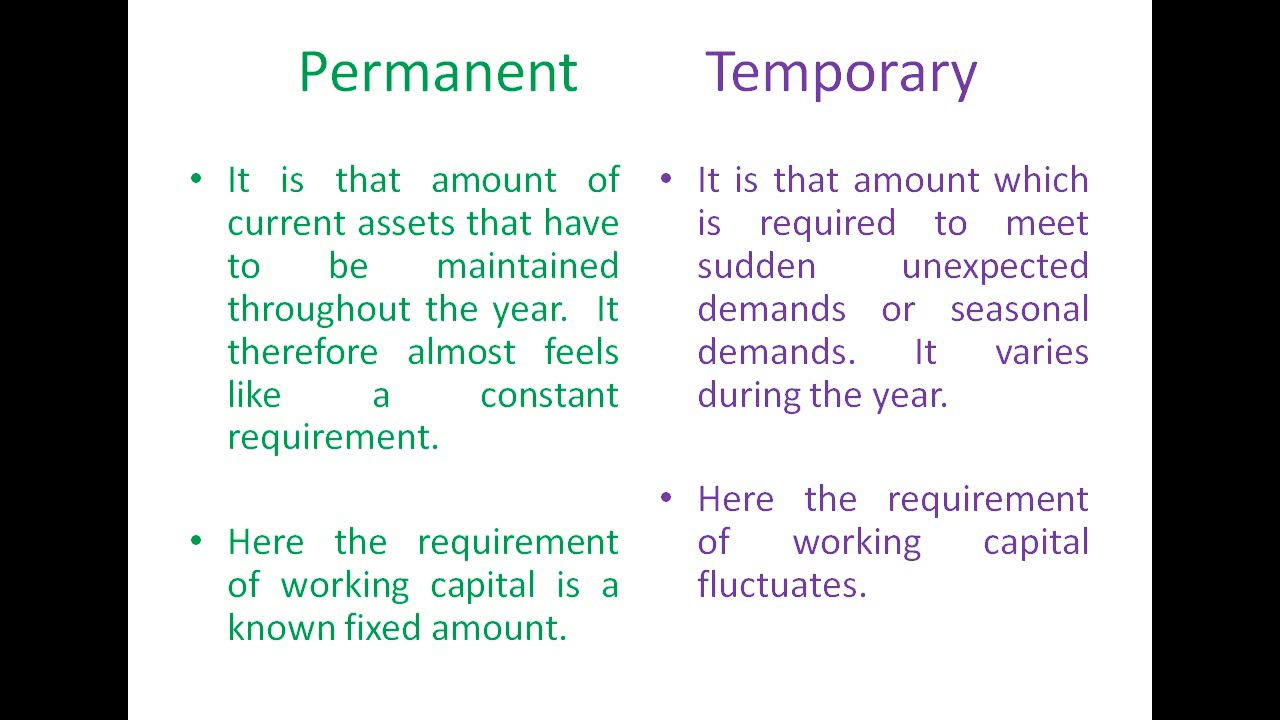 Permanent
• It is that amount of
current assets that have
to be maintained
throughout the year. It
therefore almost feels
like a constant
requirement.
• Here the requirement
of working capital is a
known fixed amount.
Temporary
• It is that amount which
is required to meet
sudden unexpected
demands or seasonal
demands. It varies
during the year.
• Here the requirement
of working capital
fluctuates.